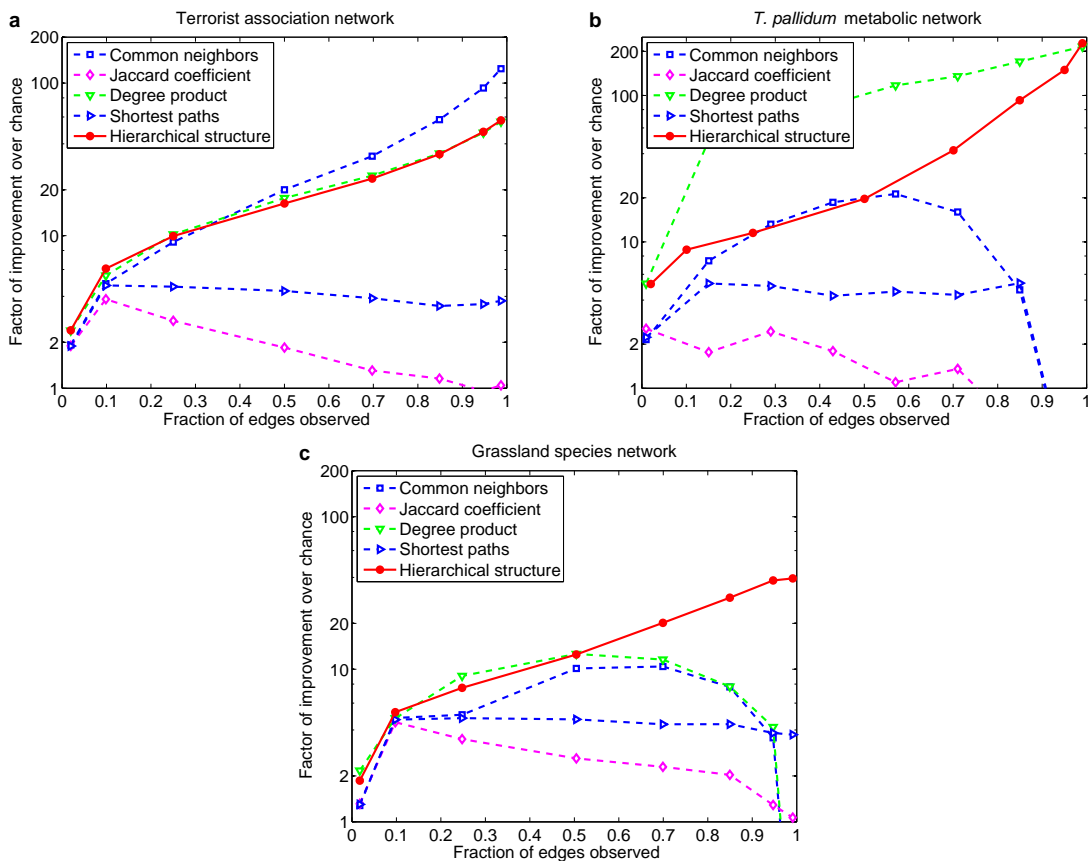 a
Terrorist association network
200
100
20
10
2
1
Factor of improvement over chance
Common neighbors
Jaccard coefficient
Degree product
Shortest paths
Hierarchical structure
0 0.1 0.2 0.3 0.4 0.5 0.6 0.7 0.8 0.9 1
Fraction of edges observed
b
T. pallidum metabolic network
200
100
20
10
2
1
Factor of improvement over chance
Common neighbors
Jaccard coefficient
Degree product
Shortest paths
Hierarchical structure
0 0.1 0.2 0.3 0.4 0.5 0.6 0.7 0.8 0.9 1
Fraction of edges observed
c
Grassland species network
200
100
20
10
2
1
Factor of improvement over chance
Common neighbors
Jaccard coefficient
Degree product
Shortest paths
Hierarchical structure
0 0.1 0.2 0.3 0.4 0.5 0.6 0.7 0.8 0.9 1
Fraction of edges observed